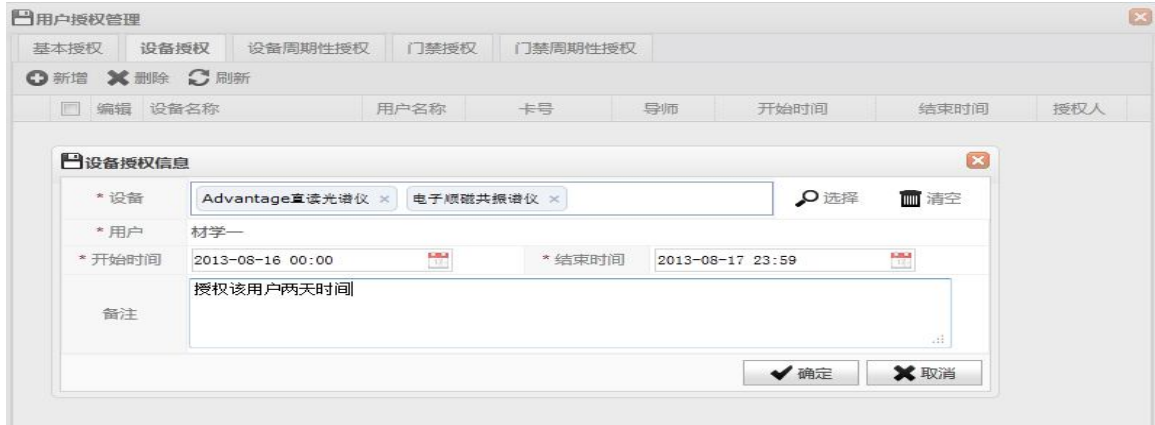 用户授权管理
基本授权 设备授权 设备周期性授权 门禁授权 门禁周期性授权
新增 删除 刷新
编辑 设备名称 用户名称 卡号 导师 开始时间 结束时间 授权人
设备授权信息
* 设备 Advantage直读光谱仪 × 电子顺磁共振谱仪 × 选择 清空
* 用户 材学一
* 开始时间 2013-08-16 00:00 * 结束时间 2013-08-17 23:59
备注 授权该用户两天时间
确定 取消